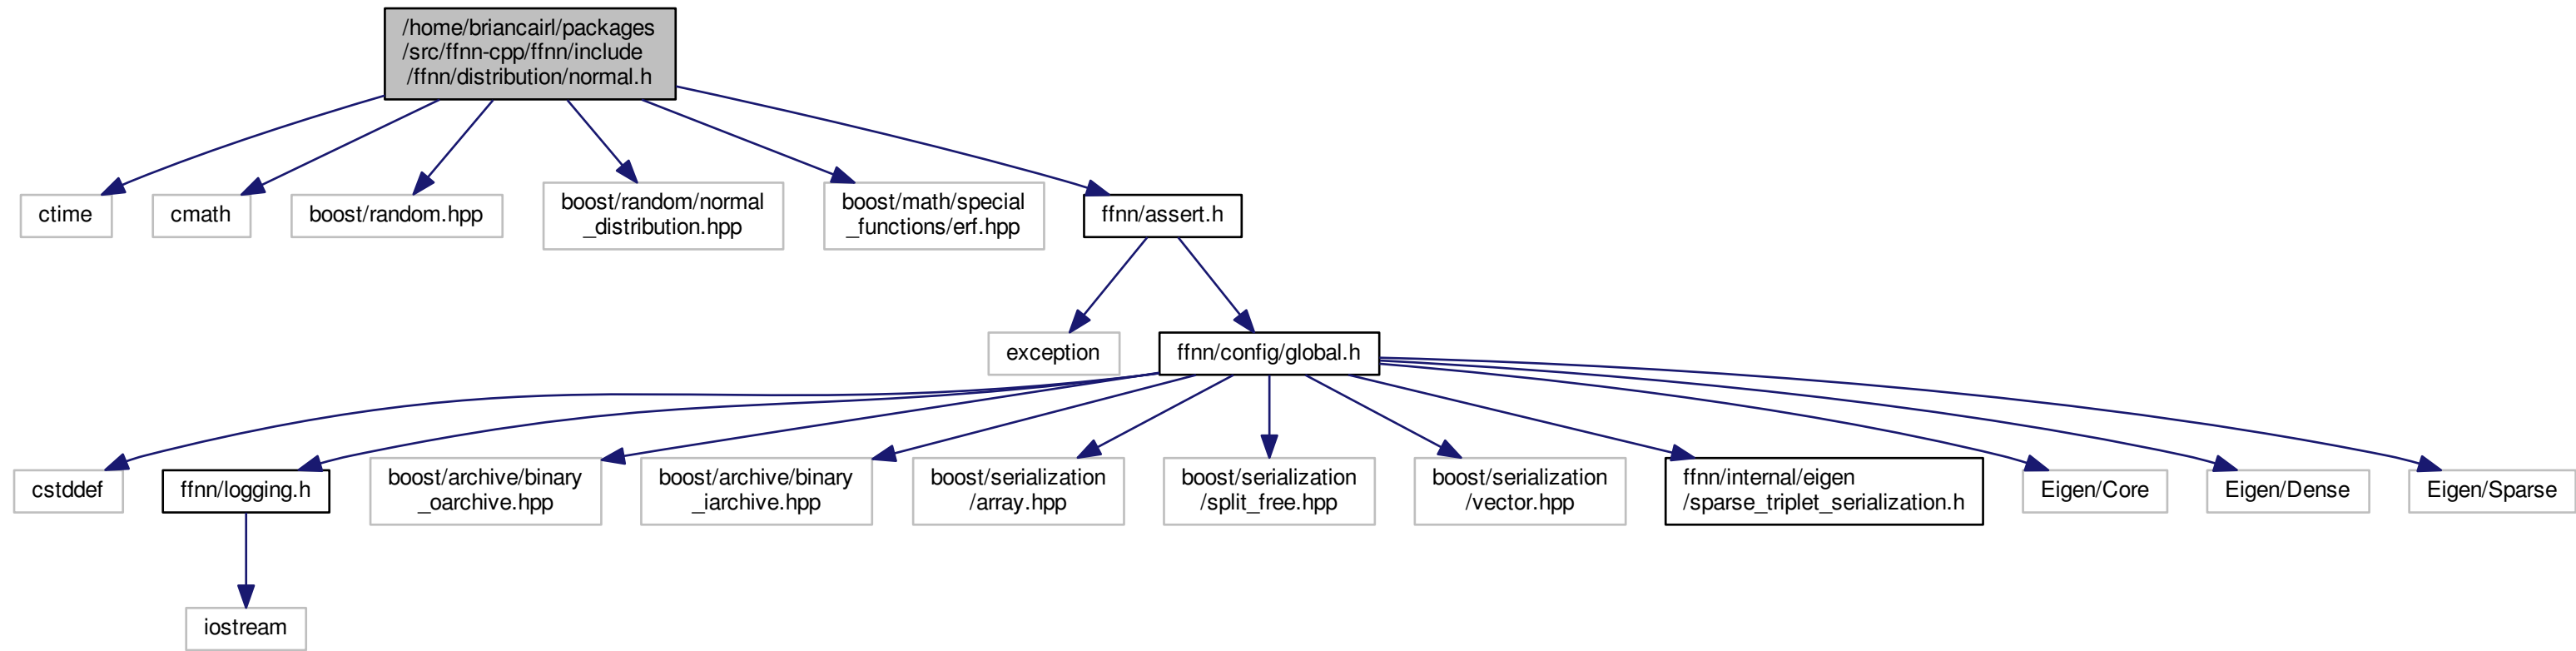 /home/briancairl/packages
/src/ffnn-cpp/ffnn/include
/ffnn/distribution/normal.h
ctime
cmath
boost/random.hpp
boost/random/normal
_distribution.hpp
boost/math/special
_functions/erf.hpp
ffnn/assert.h
exception
ffnn/config/global.h
cstddef
ffnn/logging.h
boost/archive/binary
_oarchive.hpp
boost/archive/binary
_iarchive.hpp
boost/serialization
/array.hpp
boost/serialization
/split_free.hpp
boost/serialization
/vector.hpp
ffnn/internal/eigen
/sparse_triplet_serialization.h
Eigen/Core
Eigen/Dense
Eigen/Sparse
iostream